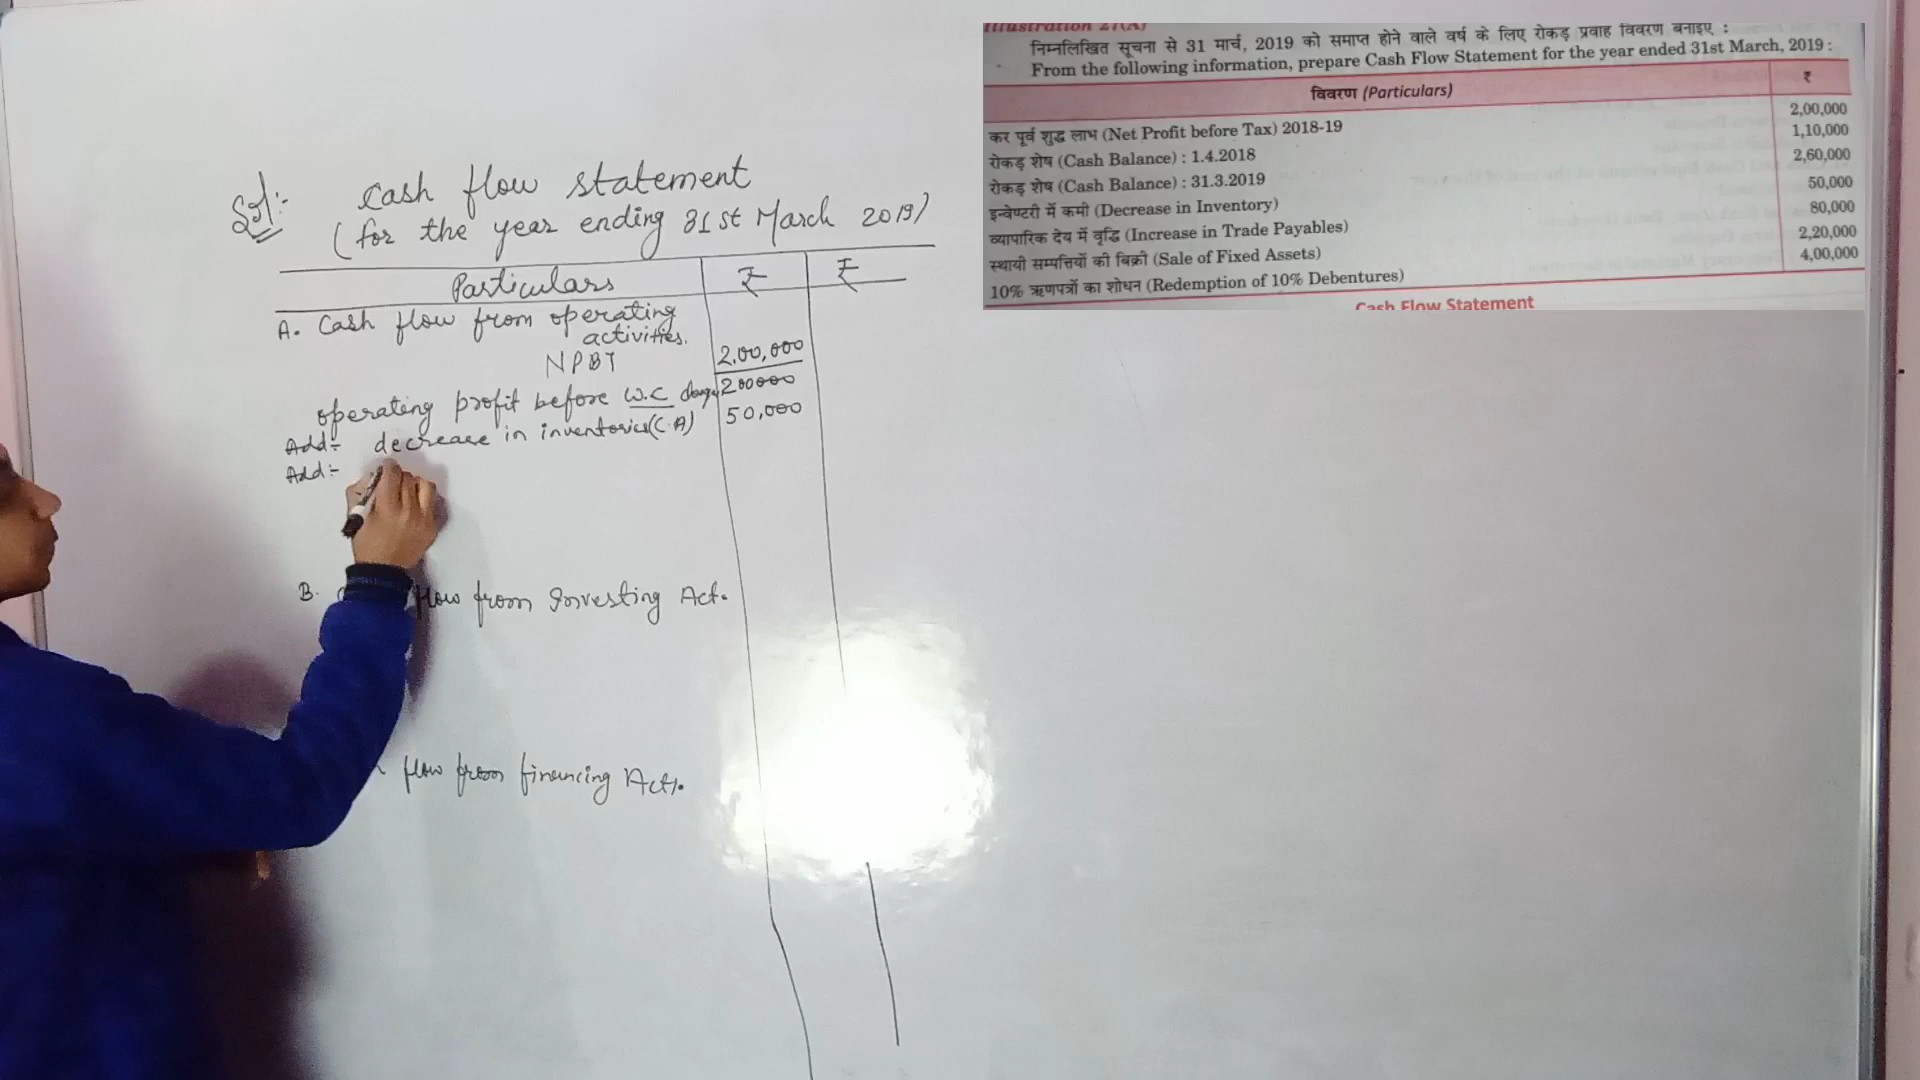 Illustration 21(A)
निम्नलिखित सूचना से 31 मार्च, 2019 को समाप्त होने वाले वर्ष के लिए रोकड़ प्रवाह विवरण बनाइए :
From the following information, prepare Cash Flow Statement for the year ended 31st March, 2019 :
विवरण (Particulars) ₹
कर पूर्व शुद्ध लाभ (Net Profit before Tax) 2018-19 2,00,000
रोकड़ शेष (Cash Balance) : 1.4.2018 1,10,000
रोकड़ शेष (Cash Balance) : 31.3.2019 2,60,000
इन्वेण्टरी में कमी (Decrease in Inventory) 50,000
व्यापारिक देय में वृद्धि (Increase in Trade Payables) 80,000
स्थायी सम्पत्तियों की बिक्री (Sale of Fixed Assets) 2,20,000
10% ऋणपत्रों का शोधन (Redemption of 10% Debentures) 4,00,000
Cash Flow Statement
Sol:- Cash flow statement
(for the year ending 31st March 2019)
Particulars ₹ ₹
A. Cash flow from operating
activities.
NPBT 2,00,000
operating profit before W.C 200000
Add:- decrease in inventories (C.A) 50,000
Add:-
B. flow from Investing Act.
flow from financing Act.